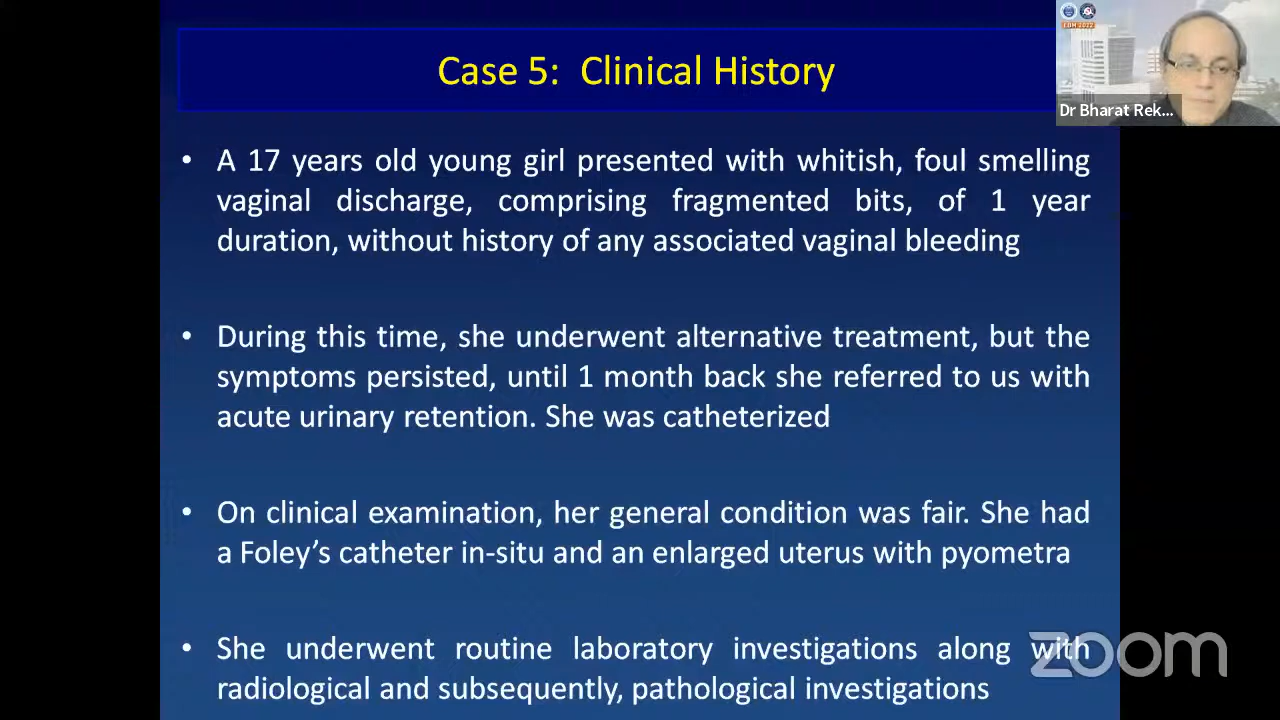 Case 5: Clinical History
EDM 2022
Dr Bharat Rek...
• A 17 years old young girl presented with whitish, foul smelling
vaginal discharge, comprising fragmented bits, of 1 year
duration, without history of any associated vaginal bleeding
• During this time, she underwent alternative treatment, but the
symptoms persisted, until 1 month back she referred to us with
acute urinary retention. She was catheterized
• On clinical examination, her general condition was fair. She had
a Foley’s catheter in-situ and an enlarged uterus with pyometra
• She underwent routine laboratory investigations along with
radiological and subsequently, pathological investigations
zoom